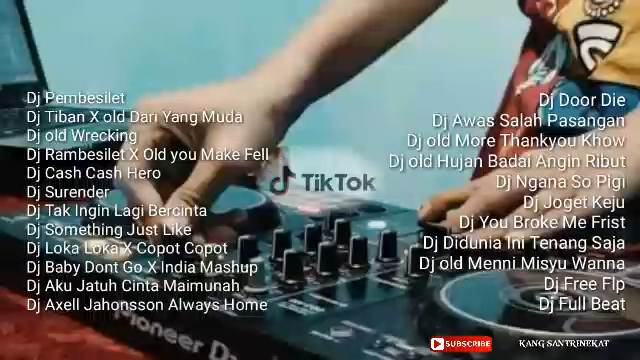 Dj Pembesilet
Dj Tiban X old Dari Yang Muda
Dj old Wrecking
Dj Rambesilet X Old you Make Fell
Dj Cash Cash Hero
Dj Surender
Dj Tak Ingin Lagi Bercinta
Dj Something Just Like
Dj Loka Loka X Copot Copot
Dj Baby Dont Go X India Mashup
Dj Aku Jatuh Cinta Maimunah
Dj Axell Jahonsson Always Home
TikTok
Dj Door Die
Dj Awas Salah Pasangan
Dj old More Thankyou Khow
Dj old Hujan Badai Angin Ribut
Dj Ngana So Pigi
Dj Joget Keju
Dj You Broke Me Frist
Dj Didunia Ini Tenang Saja
Dj old Menni Misyu Wanna
Dj Free Flp
Dj Full Beat
Pioneer Dj
SUBSCRIBE
KANG SANTRINEKAT